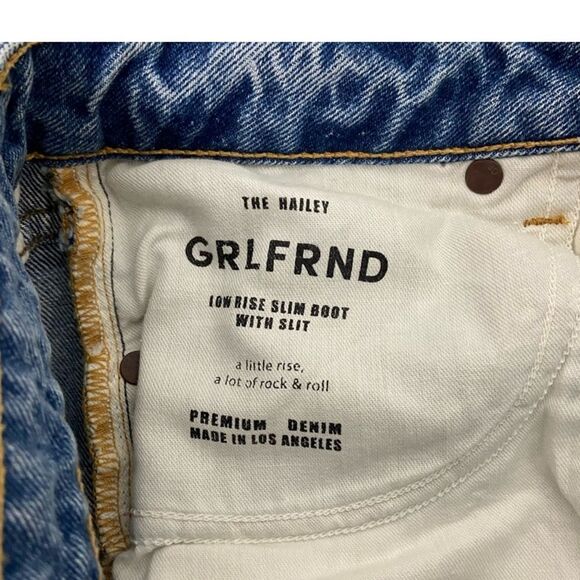 THE HAILEY
GRLFRND
LOW RISE SLIM BOOT
WITH SLIT
a little rise,
a lot of rock & roll
PREMIUM DENIM
MADE IN LOS ANGELES